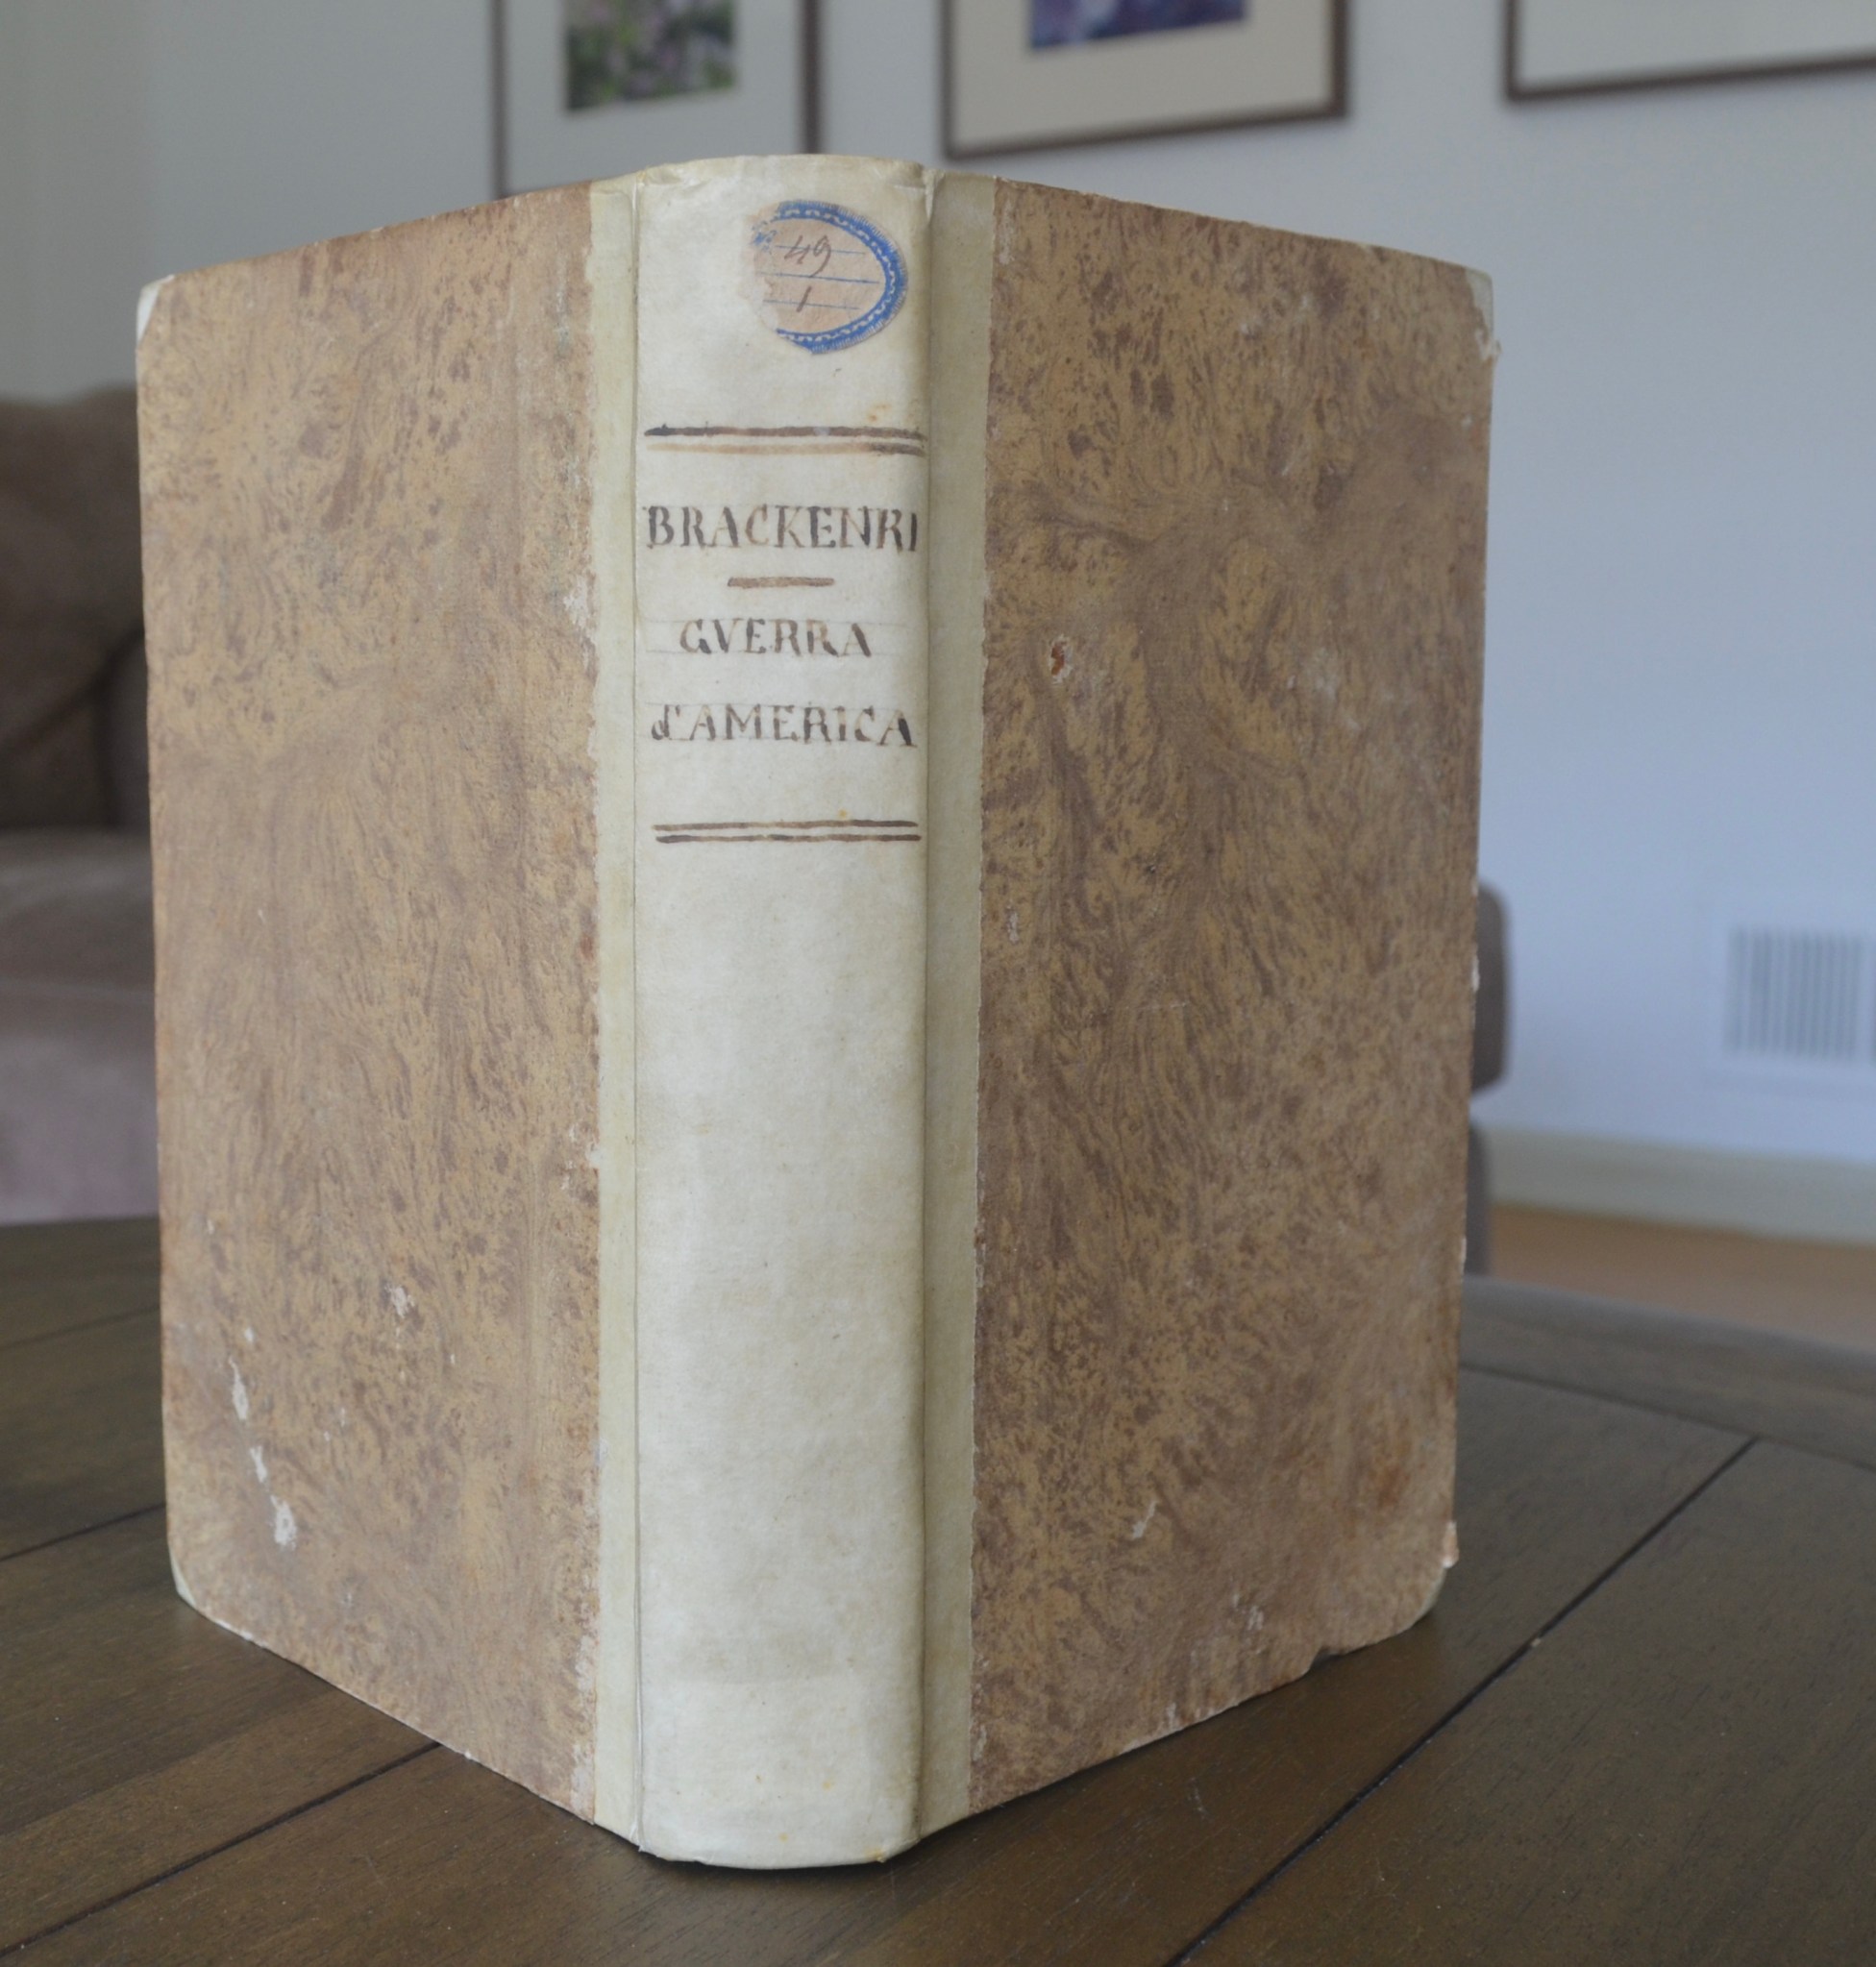 49
1
BRACKENRI
GVERRA
d'AMERICA